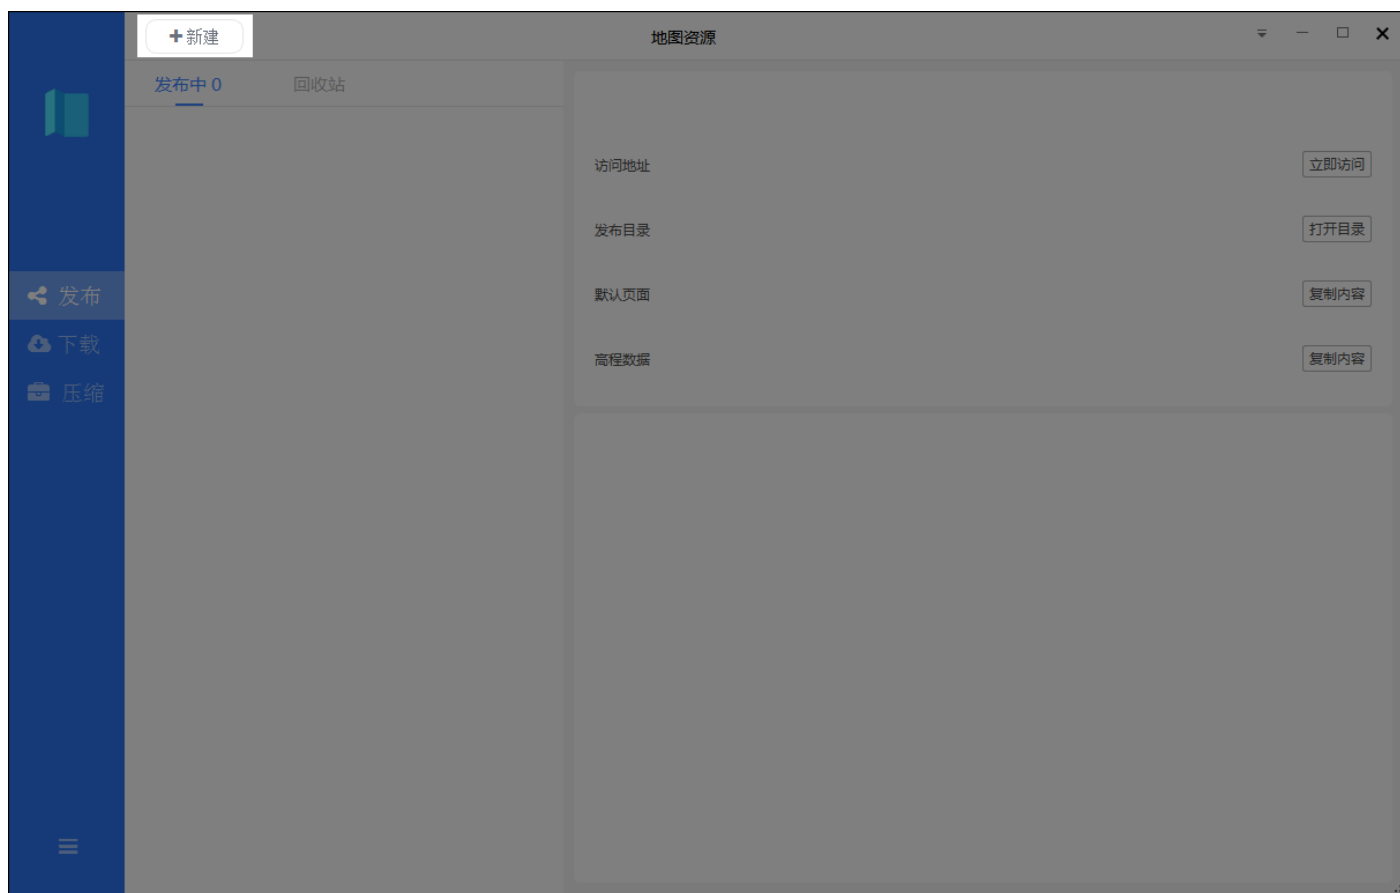 新建
地图资源
发布中 0
回收站
访问地址
立即访问
发布目录
打开目录
默认页面
复制内容
高程数据
复制内容
发布
下载
压缩